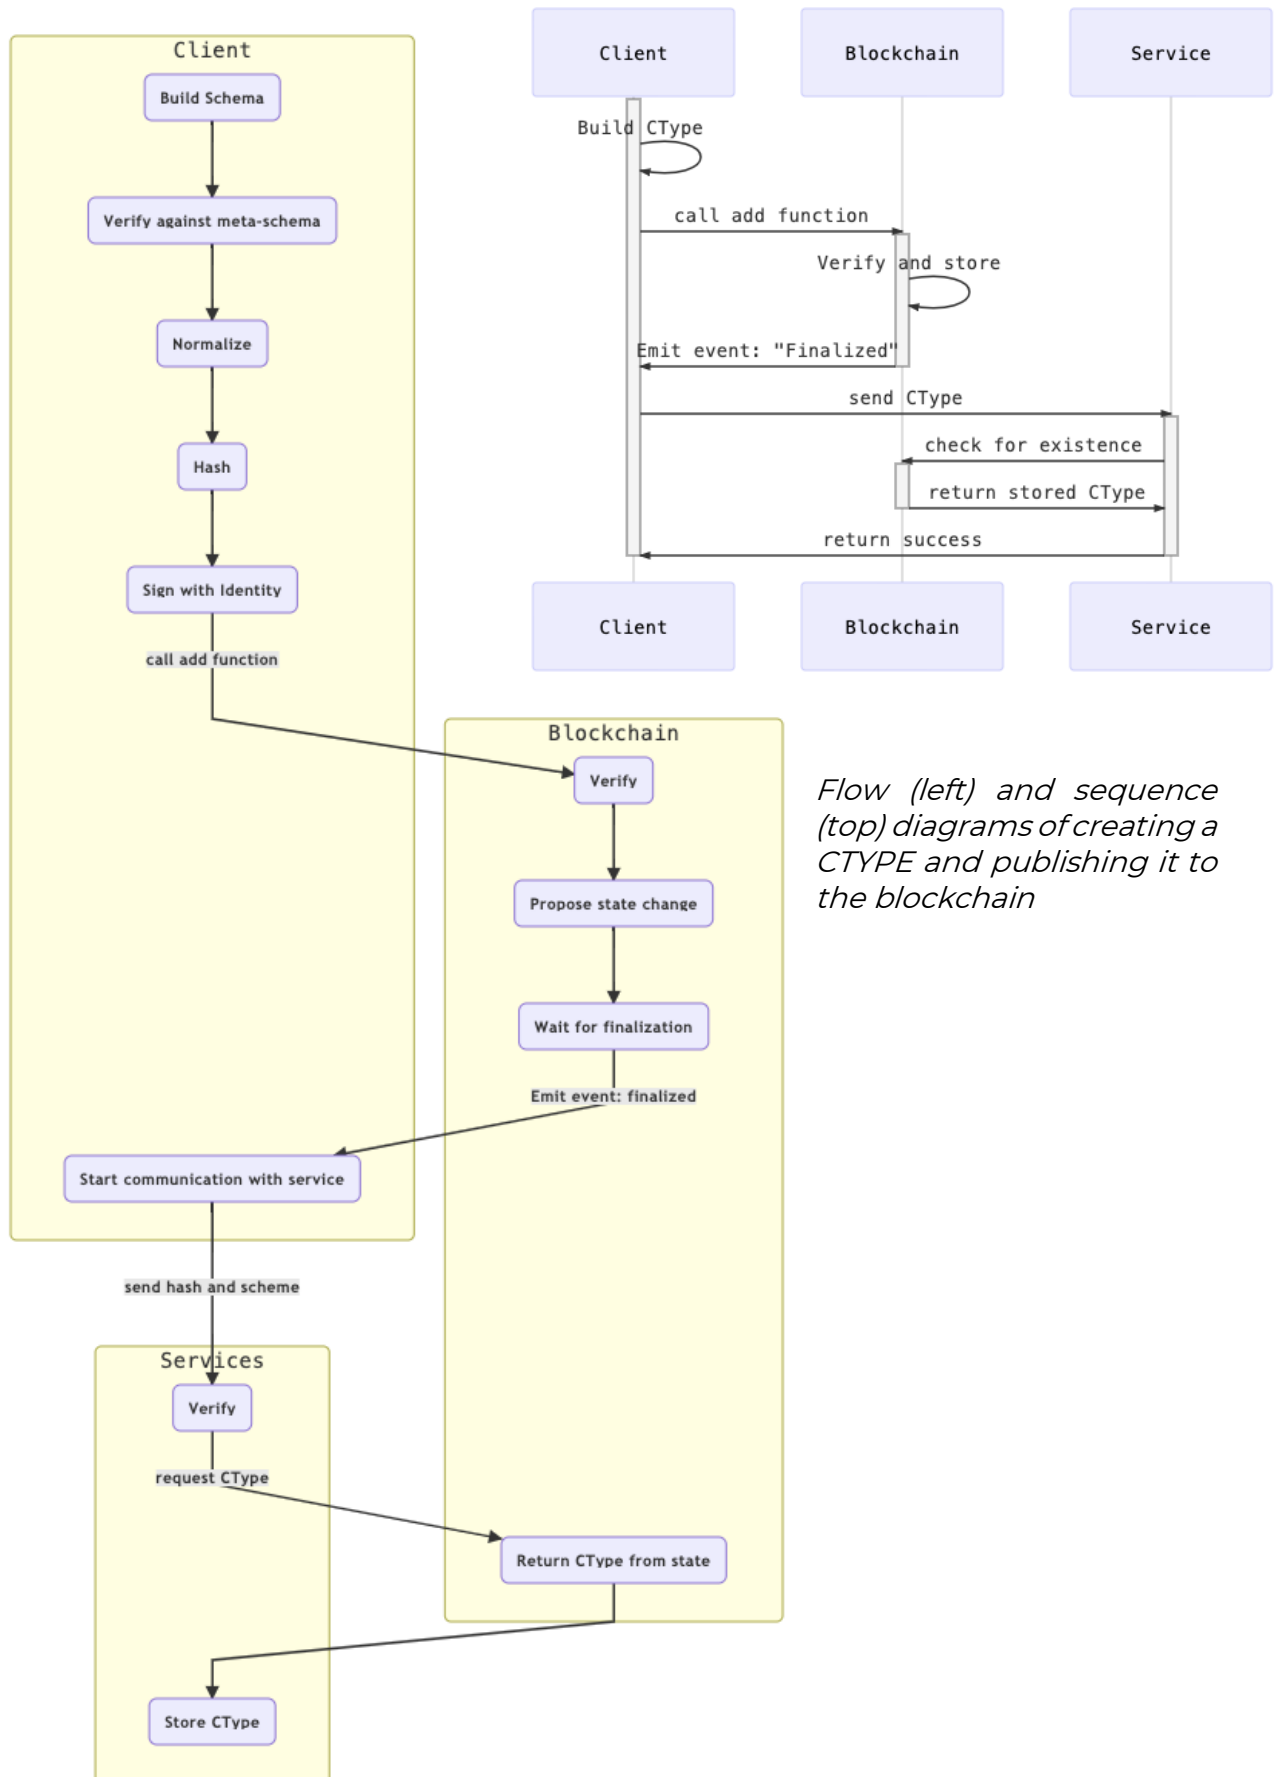 Client
Build Schema
Verify against meta-schema
Normalize
Hash
Sign with Identity
call add function
Blockchain
Verify
Propose state change
Wait for finalization
Emit event: finalized
Start communication with service
send hash and scheme
Services
Verify
request CType
Return CType from state
Store CType
Client
Blockchain
Service
Build CType
call add function
Verify and store
Emit event: "Finalized"
send CType
check for existence
return stored CType
return success
Client
Blockchain
Service
Flow (left) and sequence
(top) diagrams of creating a
CTYPE and publishing it to
the blockchain